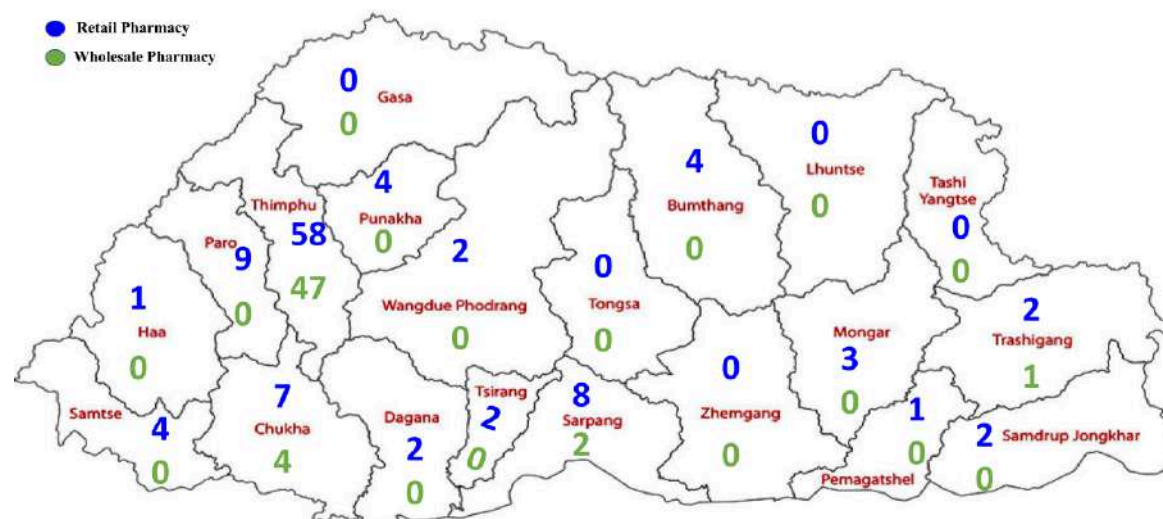 Retail Pharmacy
Wholesale Pharmacy
0
Gasa
0
4
Punakha
0
Thimphu
58
47
Paro
9
0
1
Haa
0
2
Wangdue Phodrang
0
0
Tongsa
0
4
Bumthang
0
0
Lhuntse
0
Tashi
Yangtse
0
0
Samtse
4
0
7
Chukha
4
Dagana
2
0
Tsirang
2
0
8
Sarpang
2
0
Zhemgang
0
Mongar
3
0
2
Trashigang
1
1
0
Pemagatshel
2
Samdrup Jongkhar
0